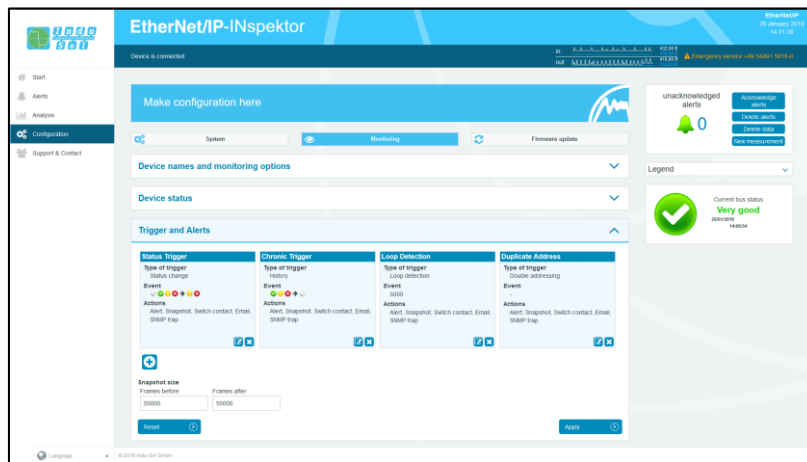 Indu
Sol
EtherNet/IP-INspektor
EtherNet/IP
29 January 2019
Device is connected
in:
out:
Emergency service +49 34491 5818-0
Start
Alerts
Analysis
Configuration
Support & Contact
Make configuration here
System
Monitoring
Firmware update
unacknowledged
alerts
0
Acknowledge
alerts
Delete alerts
Delete data
New measurement
Legend
Current bus status
Very good
Device names and monitoring options
Device status
Trigger and Alerts
Status Trigger
Type of trigger
Status change
Event
Actions
Alert, Snapshot, Switch contact, Email,
SNMP trap
Chronic Trigger
Type of trigger
History
Event
Actions
Alert, Snapshot, Switch contact, Email,
SNMP trap
Loop Detection
Type of trigger
Loop detection
Event
5000
Actions
Alert, Snapshot, Switch contact, Email,
SNMP trap
Duplicate Address
Type of trigger
Double addressing
Event
-
Actions
Alert, Snapshot, Switch contact, Email,
SNMP trap
Snapshot size
Frames before
Frames after
50000
50000
Reset
Apply
Language
© 2018 Indu-Sol GmbH